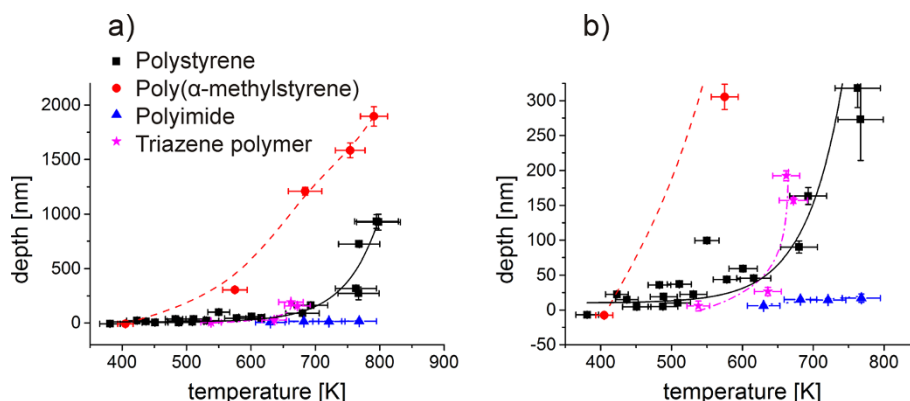 a)
Polystyrene
Poly(α-methylstyrene)
Polyimide
Triazene polymer
2000
1500
1000
500
0
depth [nm]
400 500 600 700 800 900
temperature [K]
b)
300
250
200
150
100
50
0
-50
depth [nm]
400 500 600 700 800
temperature [K]